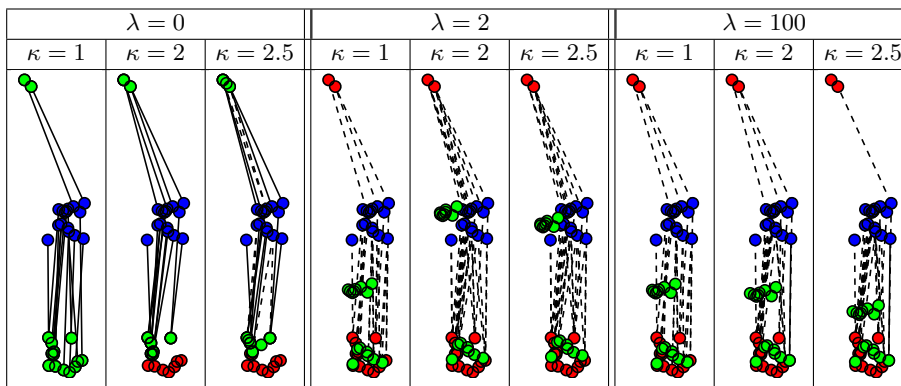 λ = 0 λ = 2 λ = 100
κ = 1 κ = 2 κ = 2.5 κ = 1 κ = 2 κ = 2.5 κ = 1 κ = 2 κ = 2.5